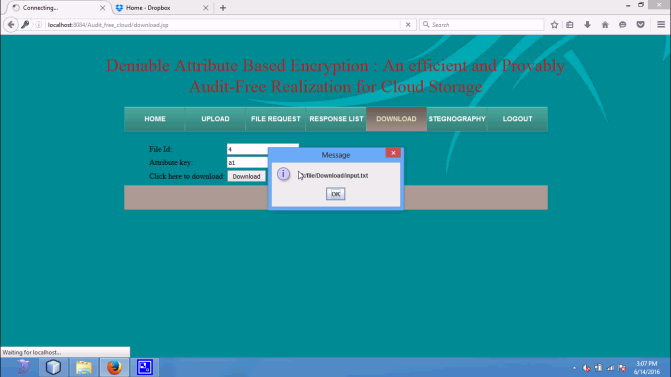 Connecting...
Home - Dropbox
localhost:8084/Audit_free_cloud/download.jsp
Search
Deniable Attribute Based Encryption : An efficient and Provably
Audit-Free Realization for Cloud Storage
HOME UPLOAD FILE REQUEST RESPONSE LIST DOWNLOAD STEGNOGRAPHY LOGOUT
File Id: 4
Attribute key: a1
Click here to download Download
Message
/file/Download/input.txt
OK
Waiting for localhost...
3:07 PM
6/14/2016